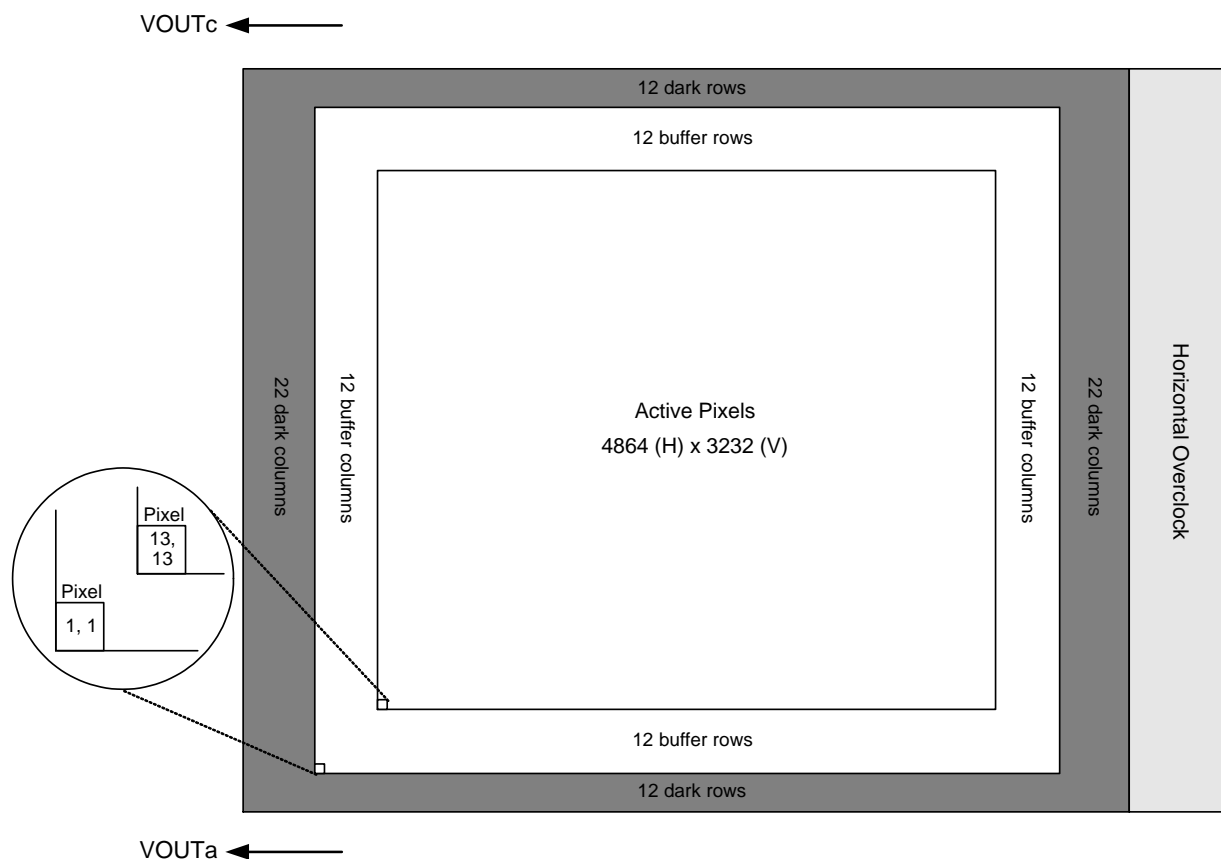 VOUTc
12 dark rows
12 buffer rows
22 dark columns
12 buffer columns
Active Pixels
4864 (H) x 3232 (V)
12 buffer columns
22 dark columns
Horizontal Overclock
Pixel
13,
13
Pixel
1, 1
12 buffer rows
12 dark rows
VOUTa